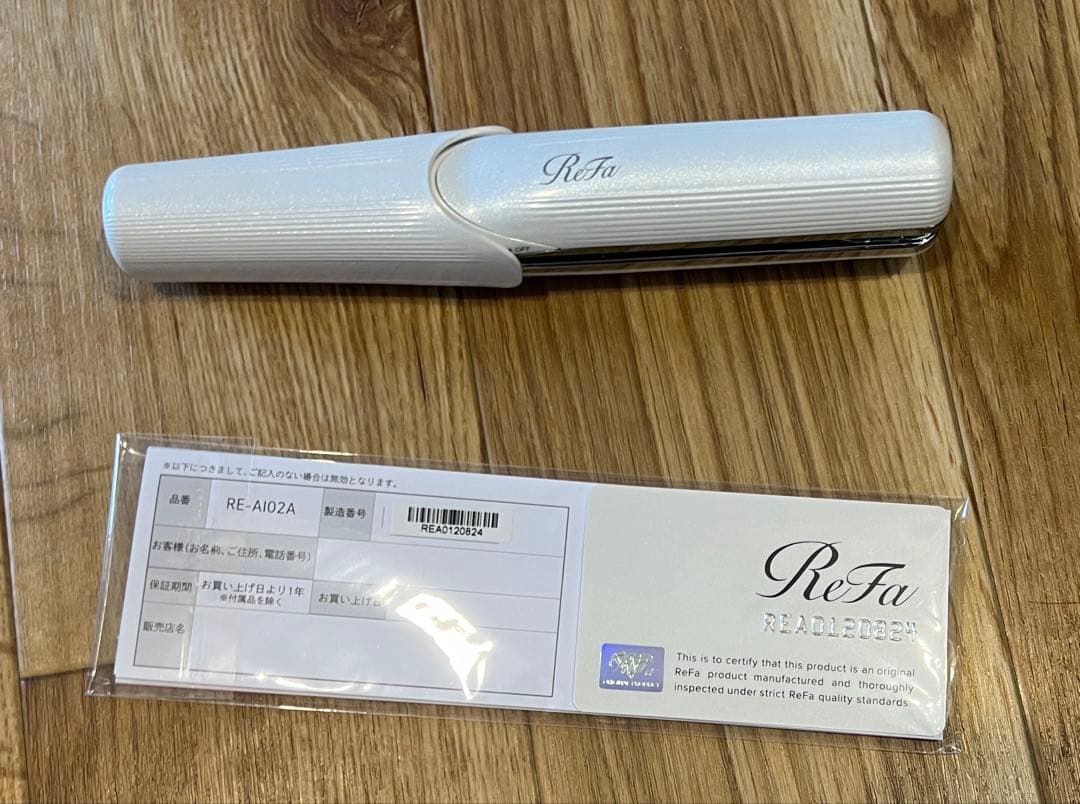 ReFa
OFF
※以下につきまして、ご記入のない場合は無効となります。
品番 RE-AI02A 製造番号
REA0120824
お客様(お名前、ご住所、電話番号)
保証期間 お買い上げ日より1年 お買い上げ日
※付属品を除く
販売店名
ReFa
REA0120824
This is to certify that this product is an original
ReFa product manufactured and thoroughly
inspected under strict ReFa quality standards.